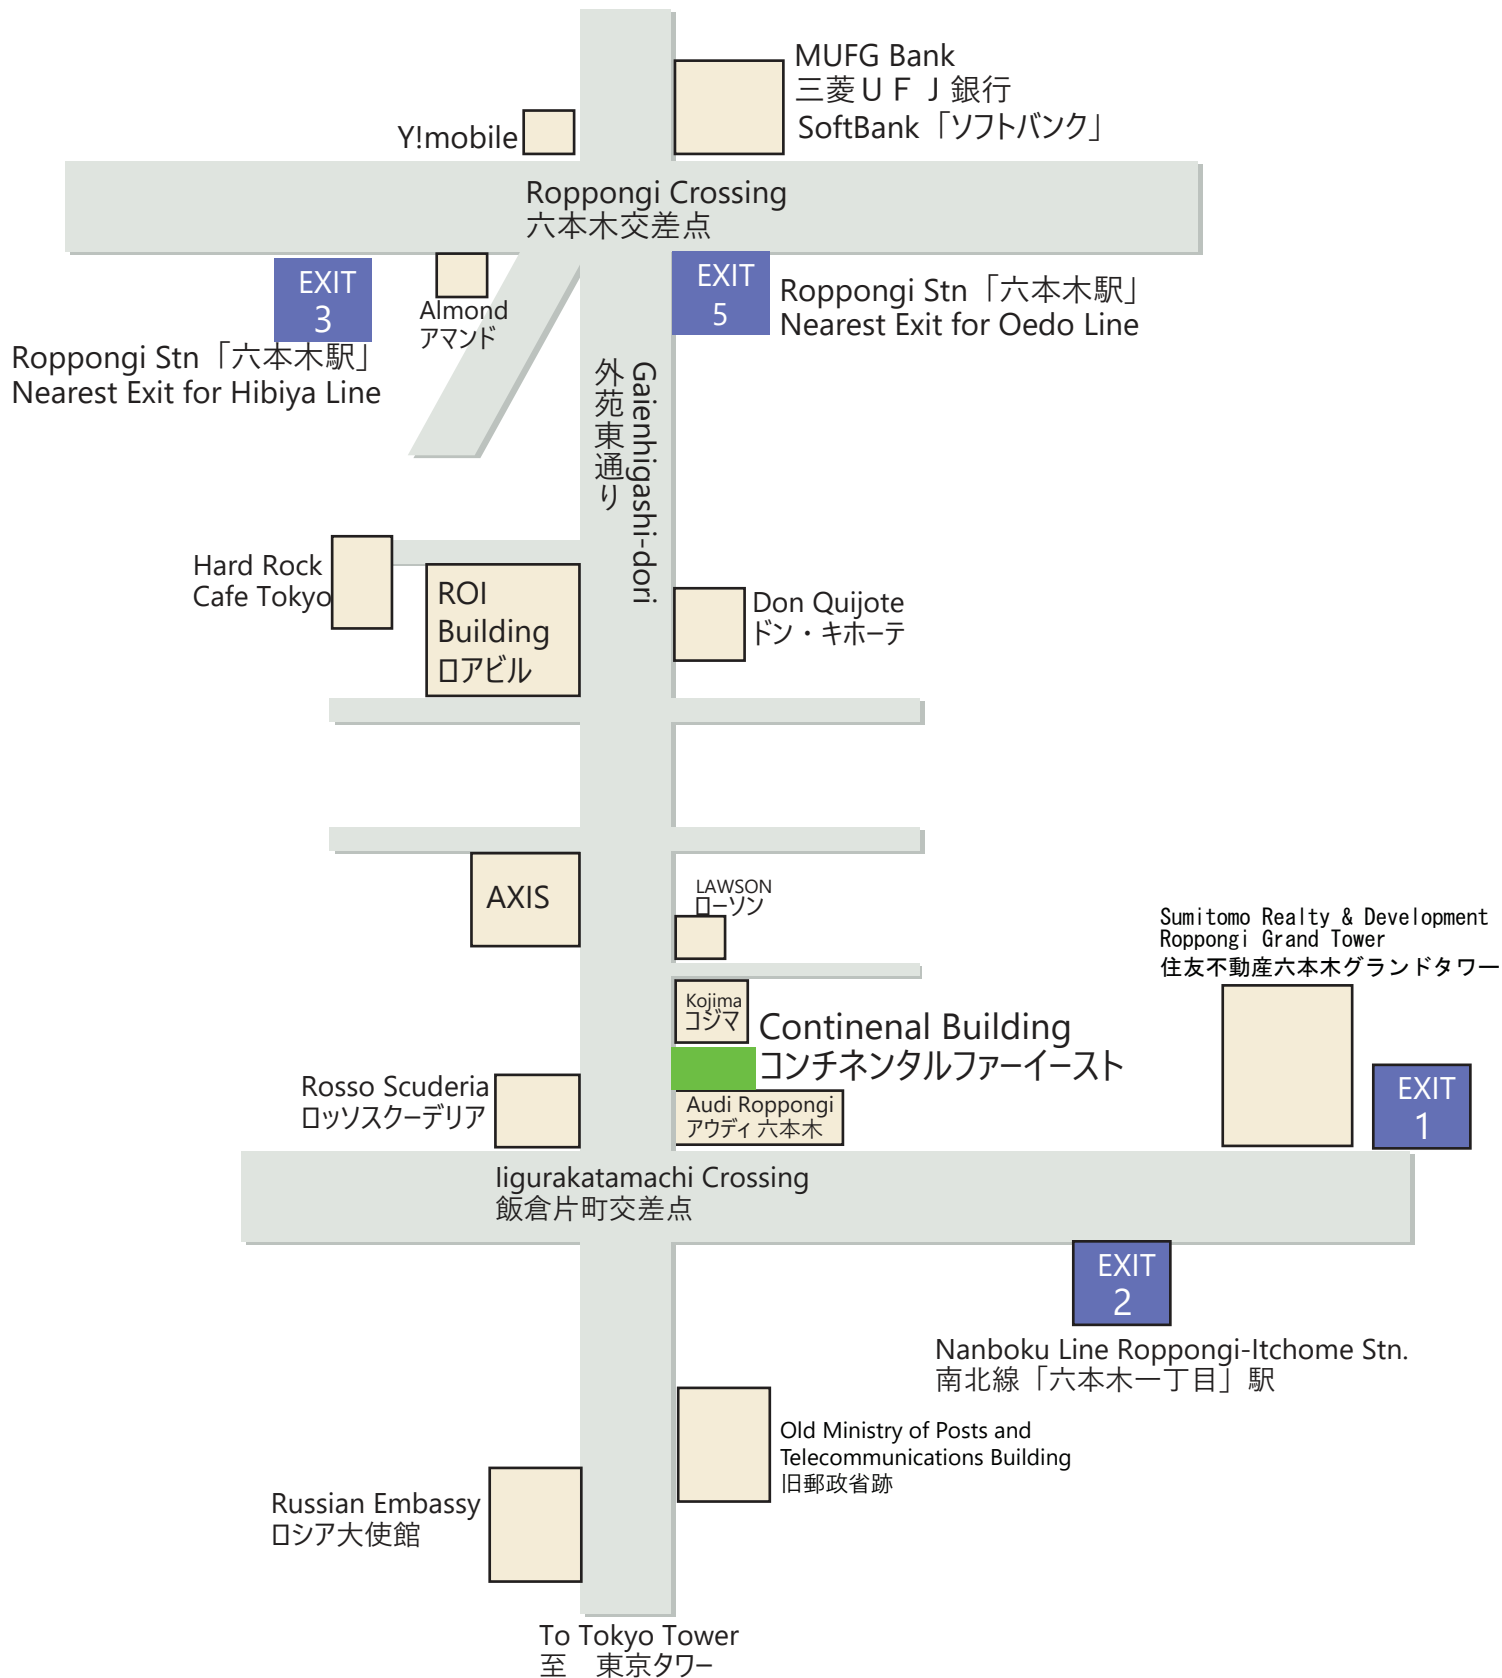 MUFG Bank
三菱ＵＦＪ銀行
SoftBank「ソフトバンク」
Y!mobile
Roppongi Crossing
六本木交差点
EXIT
3
Almond
アマンド
EXIT
5
Roppongi Stn「六本木駅」
Nearest Exit for Oedo Line
Roppongi Stn「六本木駅」
Nearest Exit for Hibiya Line
Gaienhigashi-dori
外苑東通り
Hard Rock
Cafe Tokyo
ROI
Building
ロアビル
Don Quijote
ドン・キホーテ
AXIS
LAWSON
ローソン
Sumitomo Realty & Development
Roppongi Grand Tower
住友不動産六本木グランドタワー
Kojima
コジマ
Continenal Building
コンチネンタルファーイースト
Rosso Scuderia
ロッソスクーデリア
Audi Roppongi
アウディ 六本木
EXIT
1
Iigurakatamachi Crossing
飯倉片町交差点
EXIT
2
Nanboku Line Roppongi-Itchome Stn.
南北線「六本木一丁目」駅
Old Ministry of Posts and
Telecommunications Building
旧郵政省跡
Russian Embassy
ロシア大使館
To Tokyo Tower
至　東京タワー